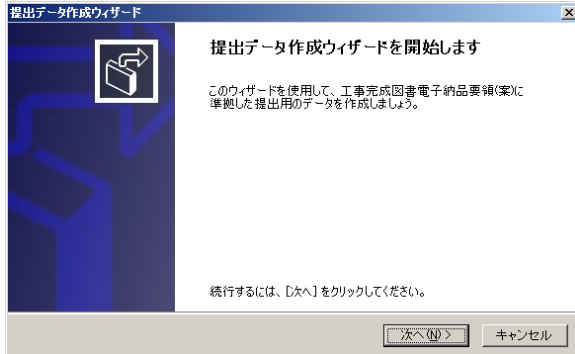 提出データ作成ウィザード
提出データ作成ウィザードを開始します
このウィザードを使用して、工事完成図書電子納品要領(案)に
準拠した提出用のデータを作成しましょう。
続行するには、[次へ] をクリックしてください。
次へ(N) >
キャンセル